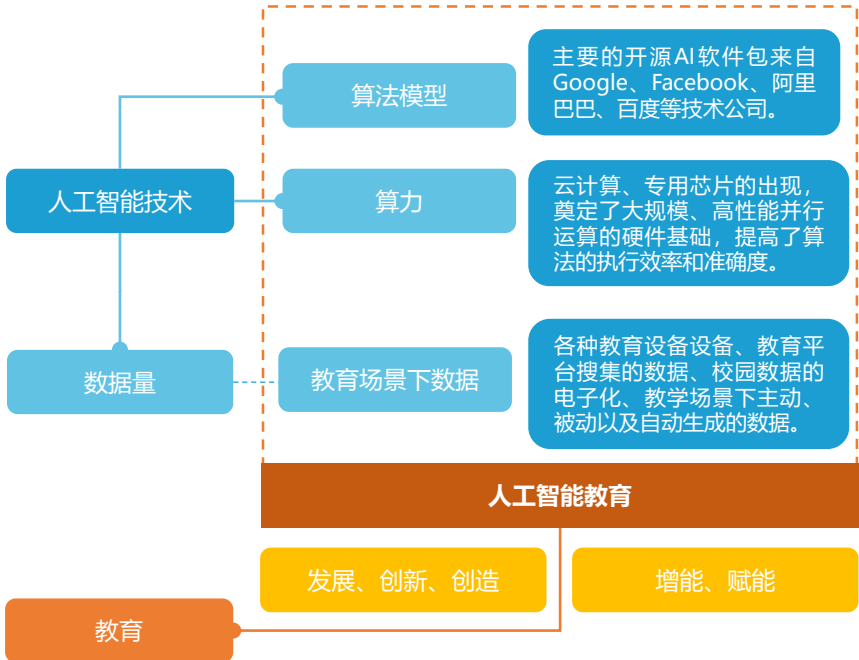 算法模型
主要的开源AI软件包来自
Google、Facebook、阿里
巴巴、百度等技术公司。
人工智能技术
算力
云计算、专用芯片的出现，
奠定了大规模、高性能并行
运算的硬件基础，提高了算
法的执行效率和准确度。
数据量
教育场景下数据
各种教育设备设备、教育平
台搜集的数据、校园数据的
电子化、教学场景下主动、
被动以及自动生成的数据。
人工智能教育
发展、创新、创造
增能、赋能
教育